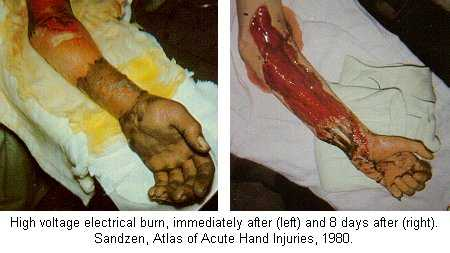 High voltage electrical burn, immediately after (left) and 8 days after (right).
Sandzen, Atlas of Acute Hand Injuries, 1980.